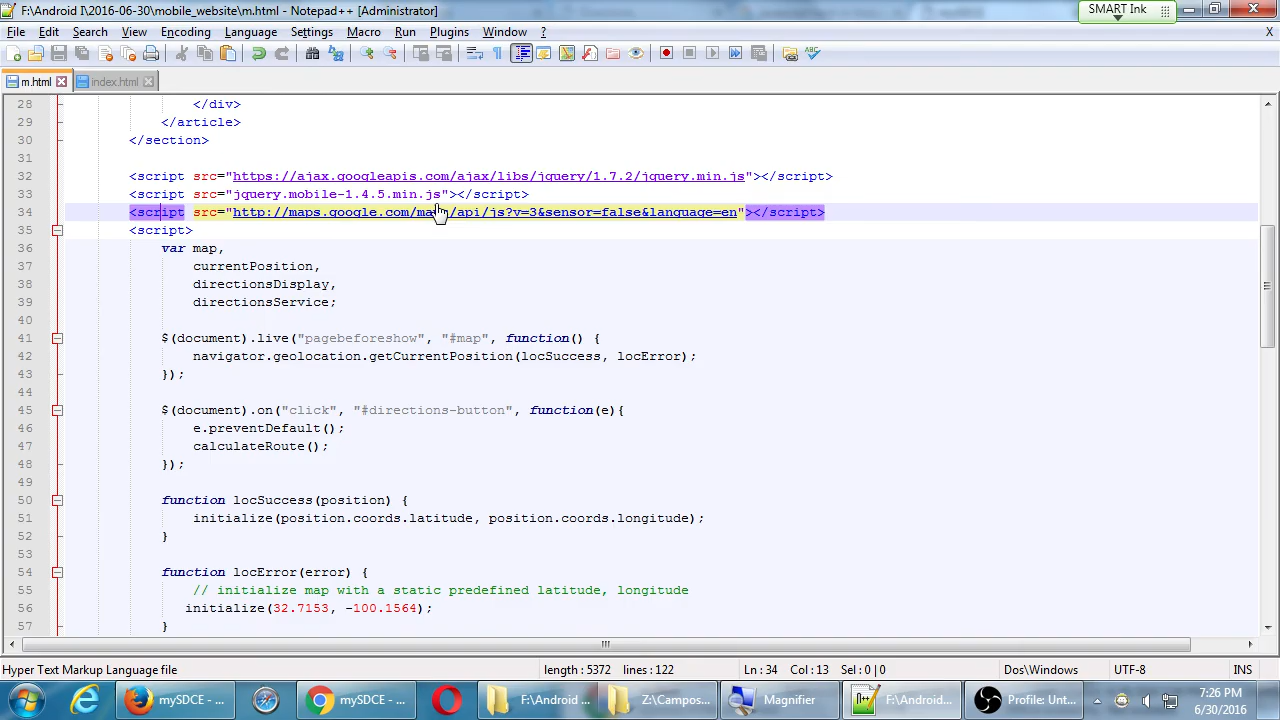 F:\Android I\2016-06-30\mobile_website\m.html - Notepad++ [Administrator]
SMART Ink
File Edit Search View Encoding Language Settings Macro Run Plugins Window ? X
m.html index.html
28 </div>
29 </article>
30 </section>
31
32 <script src="https://ajax.googleapis.com/ajax/libs/jquery/1.7.2/jquery.min.js"></script>
33 <script src="jquery.mobile-1.4.5.min.js"></script>
34 <script src="http://maps.google.com/maps/api/js?v=3&sensor=false&language=en"></script>
35 <script>
36 var map,
37 currentPosition,
38 directionsDisplay,
39 directionsService;
40
41 $(document).live("pagebeforeshow", "#map", function() {
42 navigator.geolocation.getCurrentPosition(locSuccess, locError);
43 });
44
45 $(document).on("click", "#directions-button", function(e){
46 e.preventDefault();
47 calculateRoute();
48 });
49
50 function locSuccess(position) {
51 initialize(position.coords.latitude, position.coords.longitude);
52 }
53
54 function locError(error) {
55 // initialize map with a static predefined latitude, longitude
56 initialize(32.7153, -100.1564);
57 }
Hyper Text Markup Language file length : 5372 lines : 122 Ln : 34 Col : 13 Sel : 0 | 0 Dos\Windows UTF-8 INS
mySDCE - ... mySDCE - ... F:\Android ... Z:\Campos... Magnifier F:\Android... Profile: Unt... 7:26 PM
6/30/2016